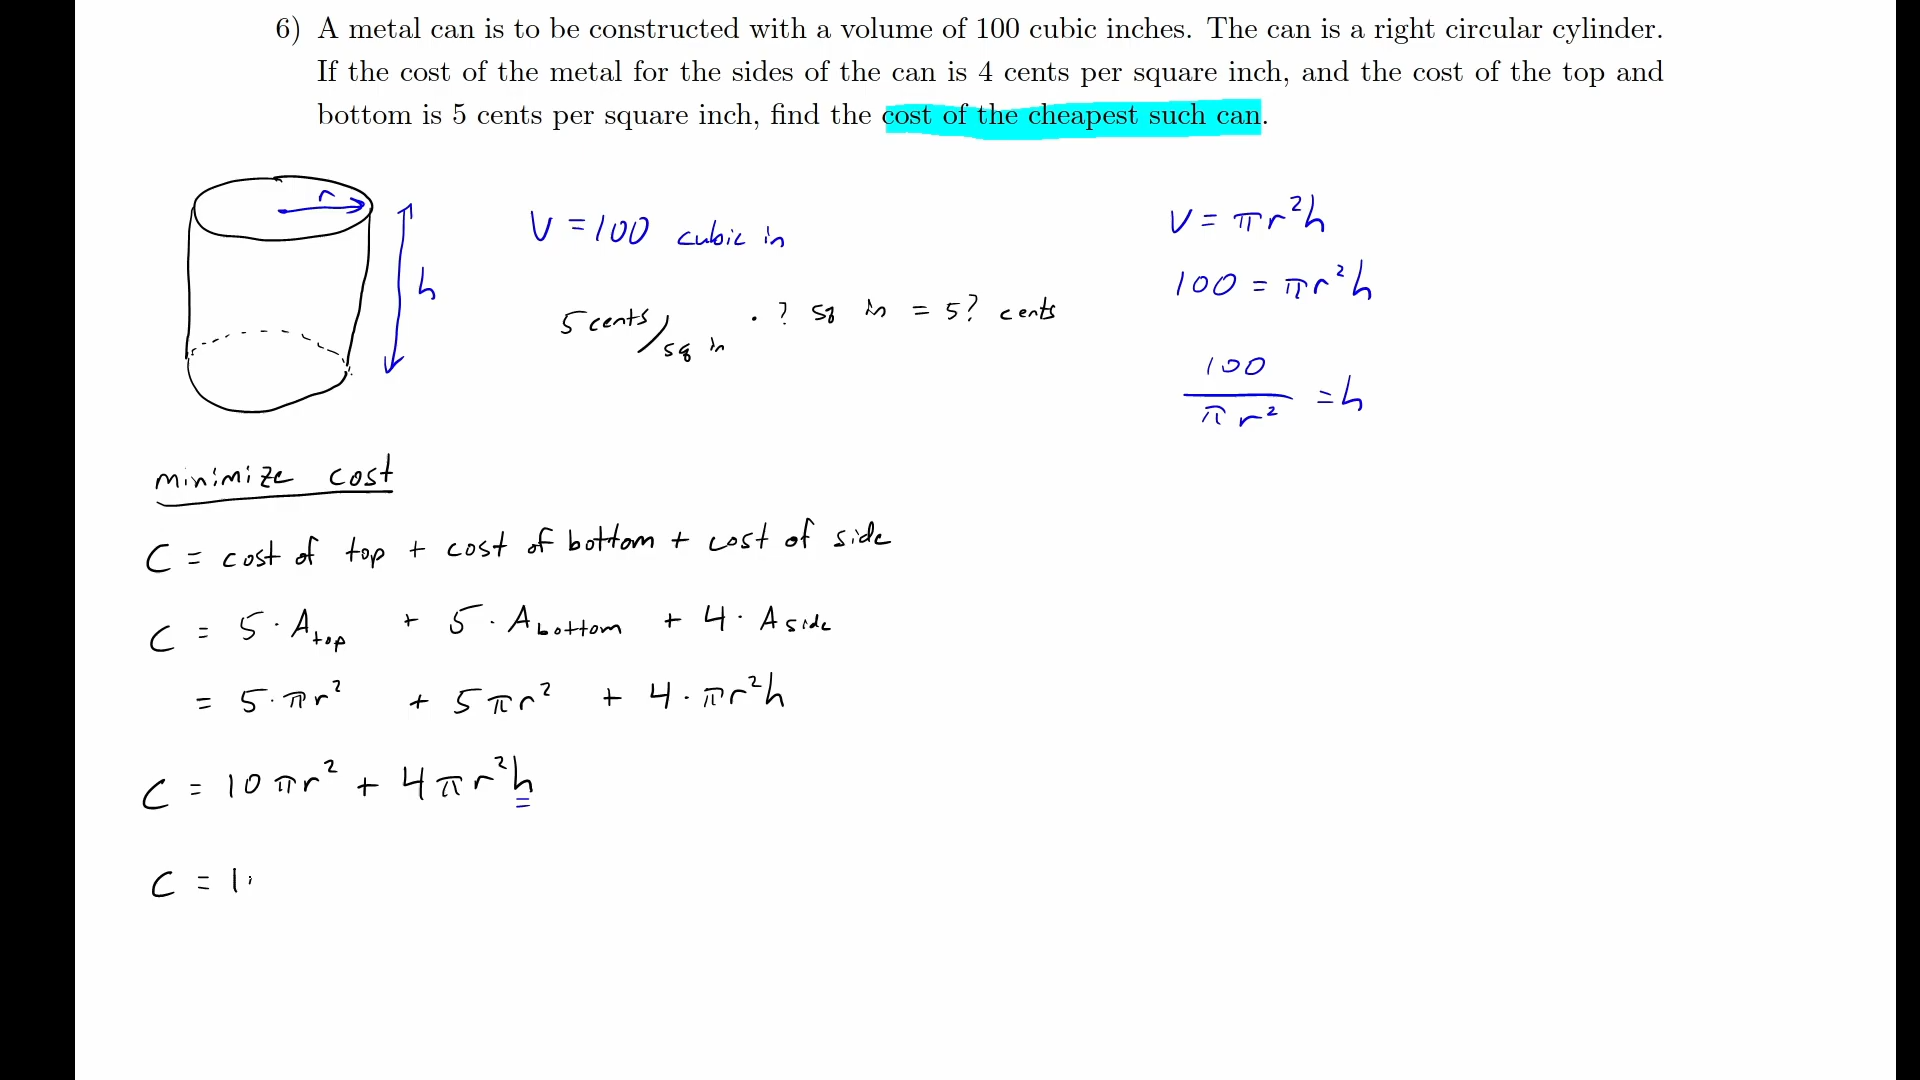 6) A metal can is to be constructed with a volume of 100 cubic inches. The can is a right circular cylinder.
If the cost of the metal for the sides of the can is 4 cents per square inch, and the cost of the top and
bottom is 5 cents per square inch, find the cost of the cheapest such can.
r
h
V = 100 cubic in
5 cents/sq in · ? sq in = 5? cents
V = πr²h
100 = πr²h
100/πr² = h
minimize cost
C = cost of top + cost of bottom + cost of side
C = 5 · A top + 5 · A bottom + 4 · A side
= 5 · πr² + 5πr² + 4 · πr²h
C = 10πr² + 4πr²h
C = 1